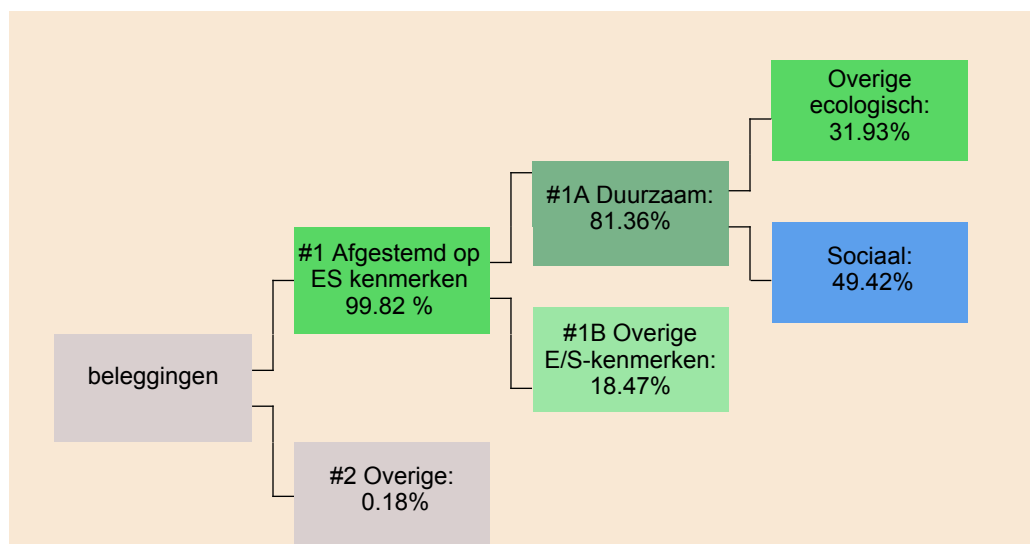 Overige
ecologisch:
31.93%
#1A Duurzaam:
81.36%
#1 Afgestemd op
ES kenmerken
99.82 %
Sociaal:
49.42%
#1B Overige
E/S-kenmerken:
18.47%
beleggingen
#2 Overige:
0.18%